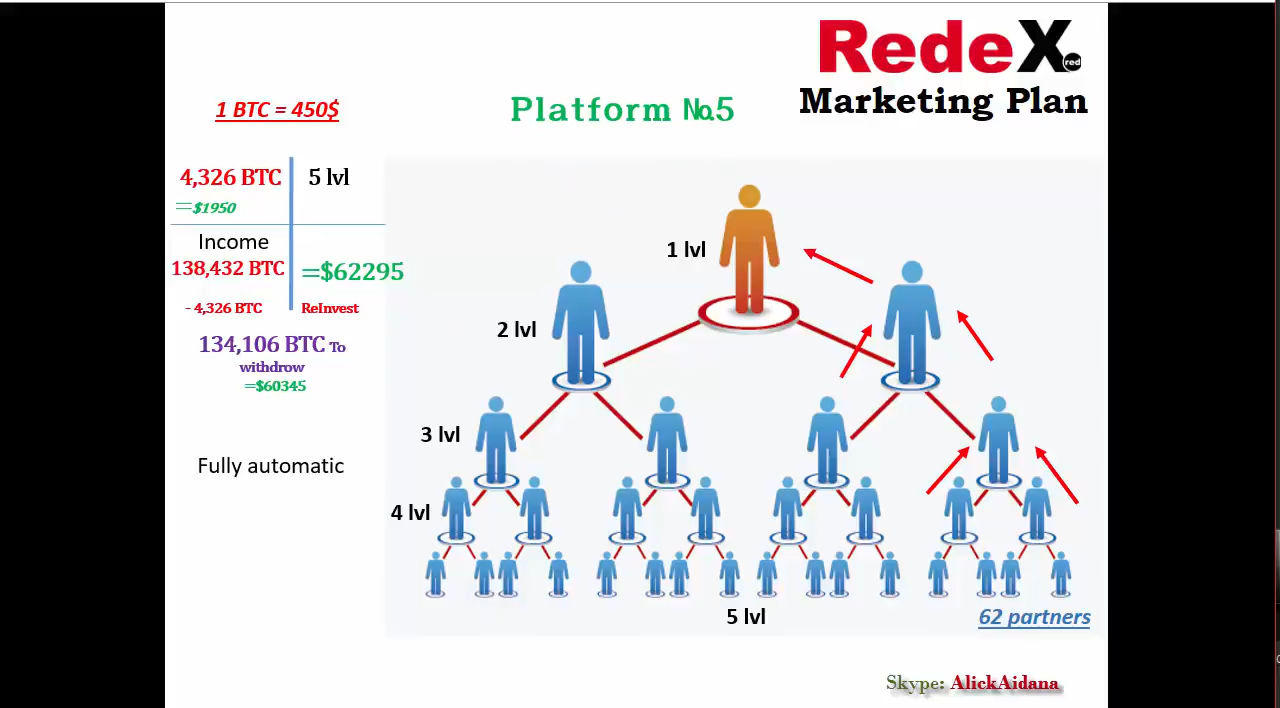 RedeX
red
Marketing Plan
1 BTC = 450$
Platform №5
4,326 BTC
5 lvl
=$1950
Income
138,432 BTC
=$62295
- 4,326 BTC
ReInvest
134,106 BTC To
withdrow
=$60345
Fully automatic
1 lvl
2 lvl
3 lvl
4 lvl
5 lvl
62 partners
Skype: AlickAidana